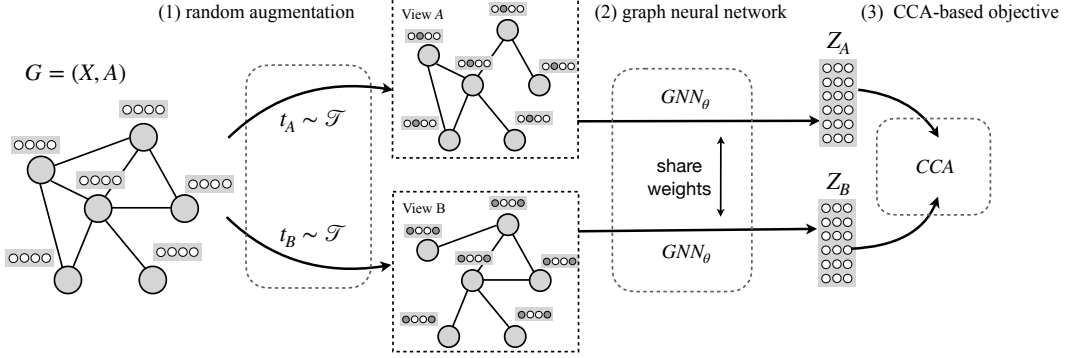 (1) random augmentation
(2) graph neural network
(3) CCA-based objective
G = (X, A)
t_A ∼ 𝒯
t_B ∼ 𝒯
View A
View B
GNN_θ
share
weights
GNN_θ
Z_A
Z_B
CCA